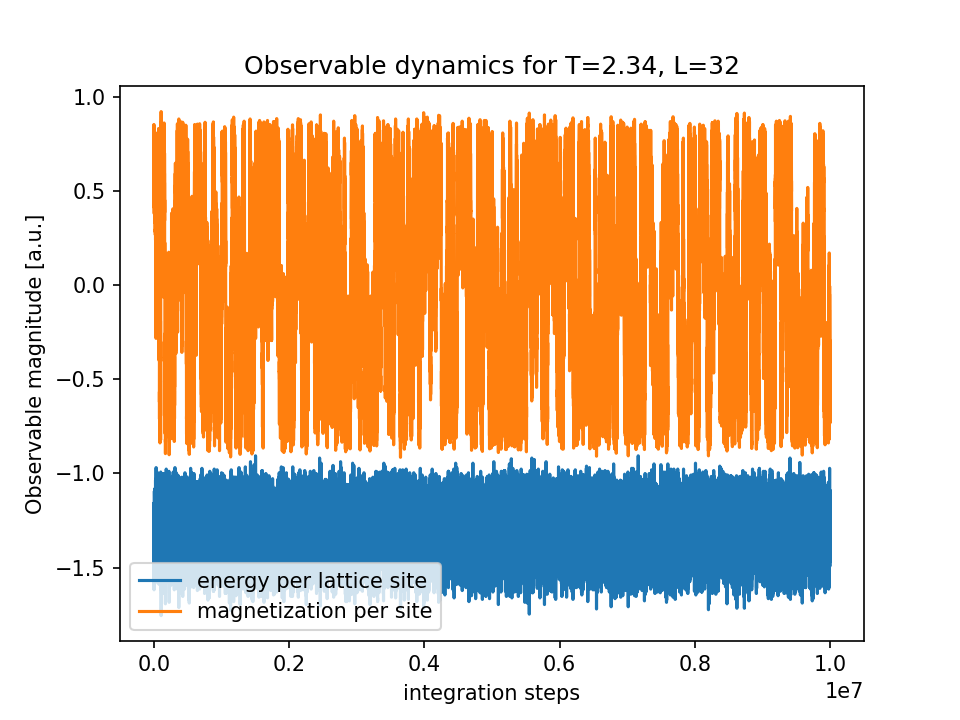 Observable dynamics for T=2.34, L=32
Observable magnitude [a.u.]
1.0
0.5
0.0
−0.5
−1.0
−1.5
energy per lattice site
magnetization per site
0.0 0.2 0.4 0.6 0.8 1.0
1e7
integration steps